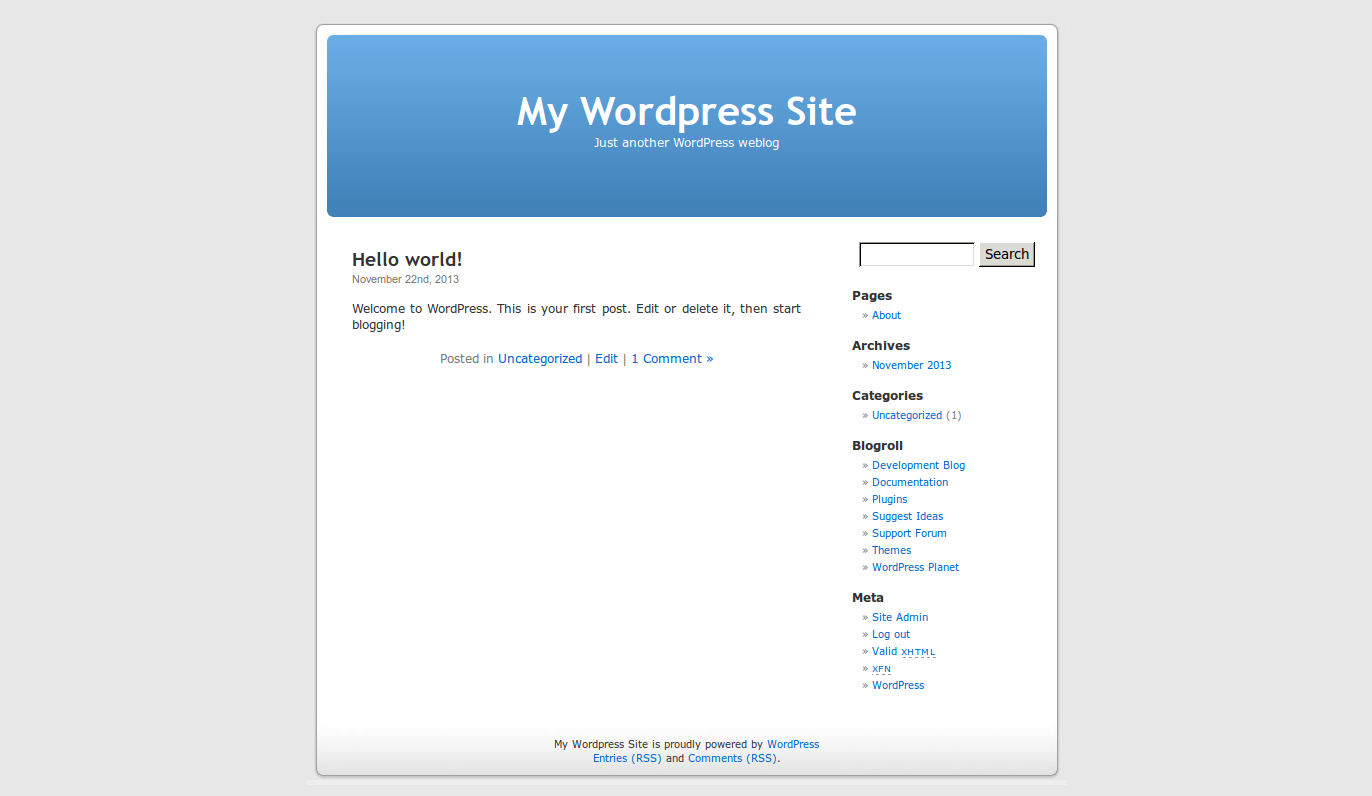 My Wordpress Site
Just another WordPress weblog
Hello world!
November 22nd, 2013
Welcome to WordPress. This is your first post. Edit or delete it, then start
blogging!
Posted in Uncategorized | Edit | 1 Comment »
Search
Pages
» About
Archives
» November 2013
Categories
» Uncategorized (1)
Blogroll
» Development Blog
» Documentation
» Plugins
» Suggest Ideas
» Support Forum
» Themes
» WordPress Planet
Meta
» Site Admin
» Log out
» Valid XHTML
» XFN
» WordPress
My Wordpress Site is proudly powered by WordPress
Entries (RSS) and Comments (RSS).